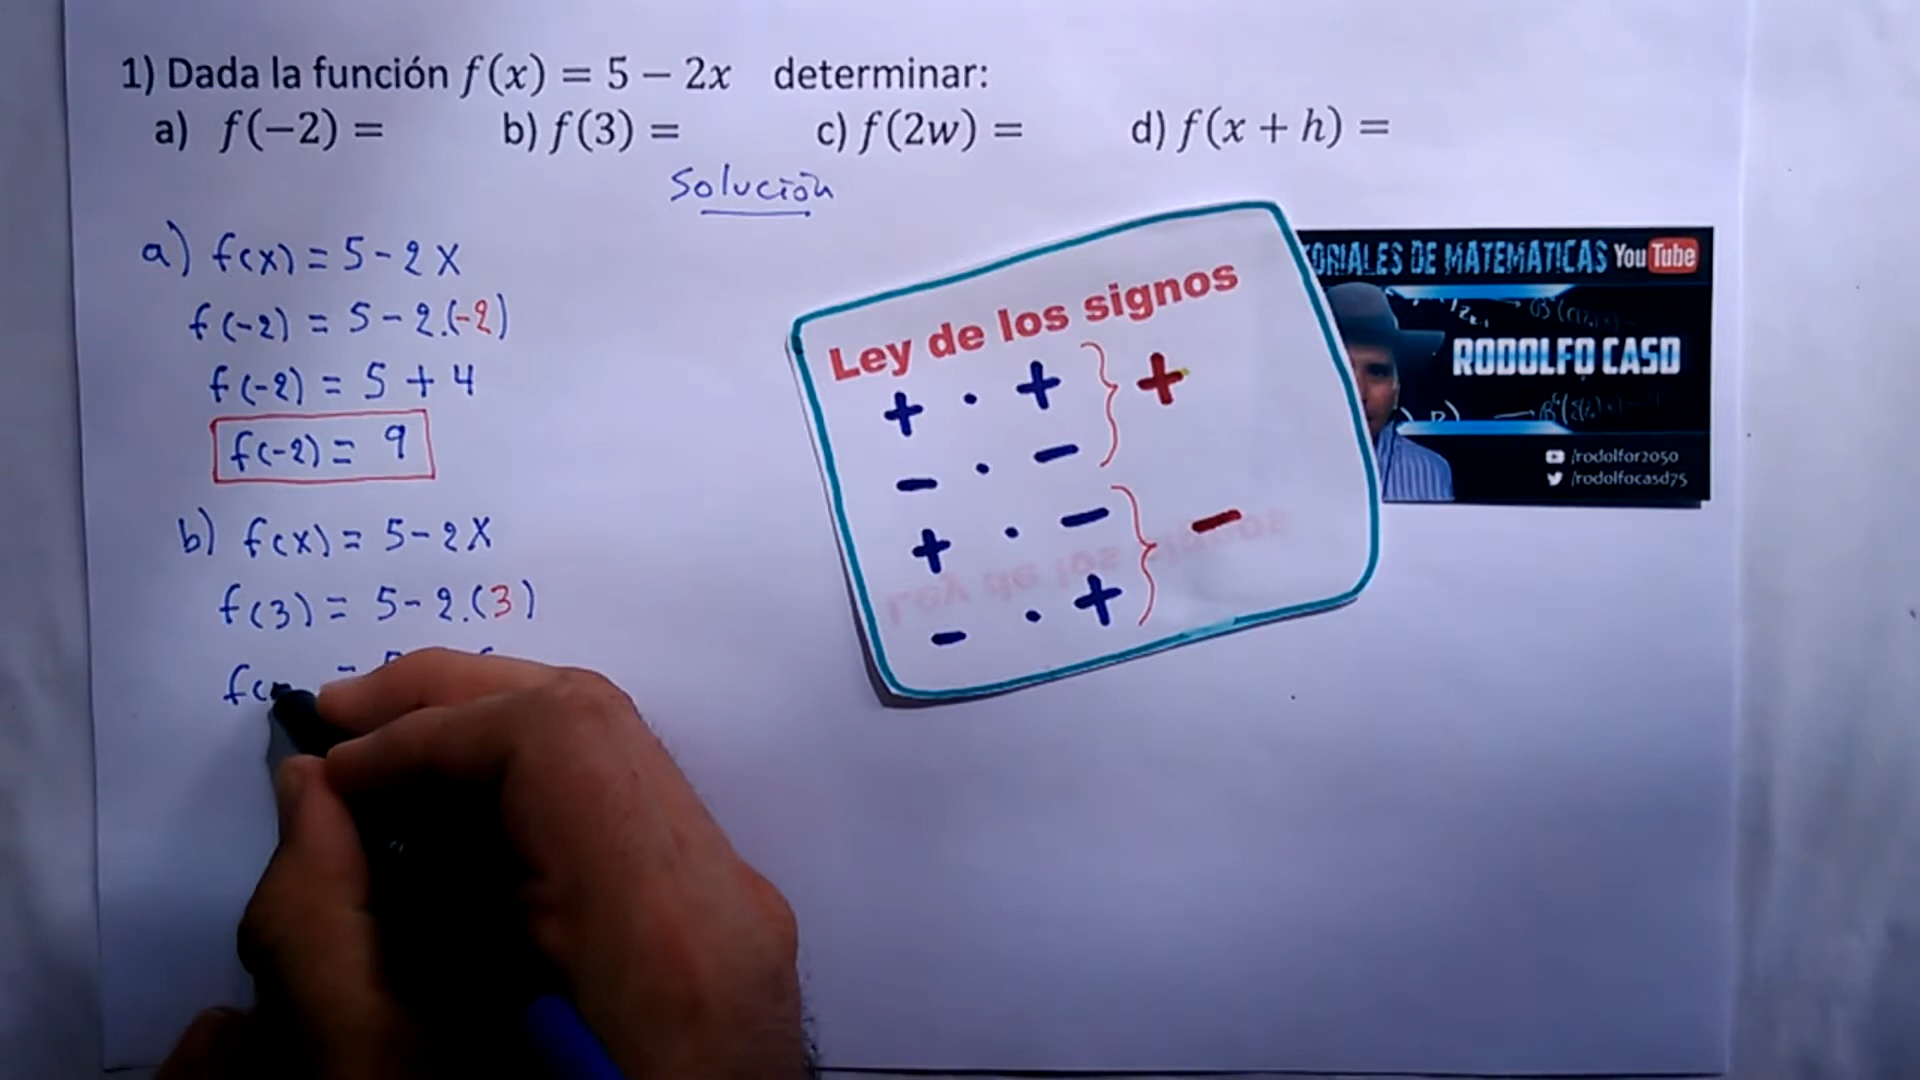 1) Dada la función f(x) = 5 − 2x determinar:
a) f(−2) = b) f(3) = c) f(2w) = d) f(x + h) =
Solución
a) f(x) = 5 - 2x
f(-2) = 5 - 2.(-2)
f(-2) = 5 + 4
f(-2) = 9
b) f(x) = 5 - 2x
f(3) = 5 - 2.(3)
f( =
Ley de los signos
+ · + } +
- · -
+ · - } -
- · +
ORIALES DE MATEMATICAS YouTube
RODOLFO CASD
/rodolfor2050
/rodolfocasd75